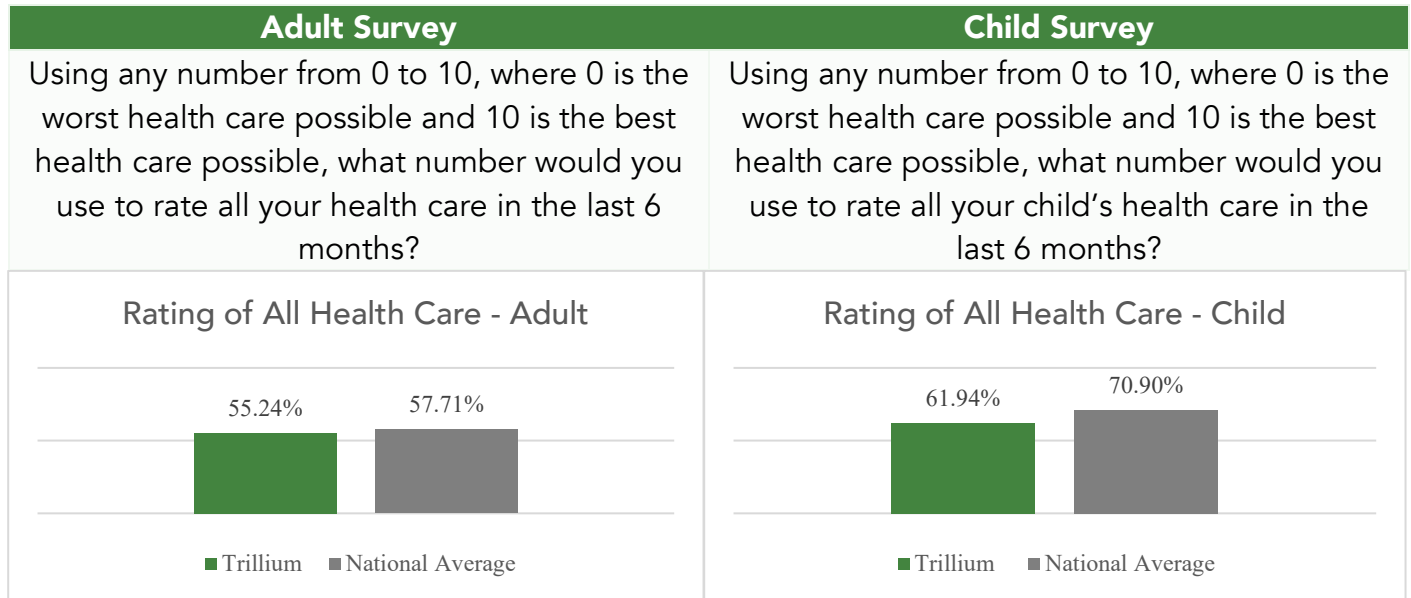 Adult Survey
Child Survey
Using any number from 0 to 10, where 0 is the
worst health care possible and 10 is the best
health care possible, what number would you
use to rate all your health care in the last 6
months?
Using any number from 0 to 10, where 0 is the
worst health care possible and 10 is the best
health care possible, what number would you
use to rate all your child’s health care in the
last 6 months?
Rating of All Health Care - Adult
55.24%
57.71%
Trillium
National Average
Rating of All Health Care - Child
61.94%
70.90%
Trillium
National Average